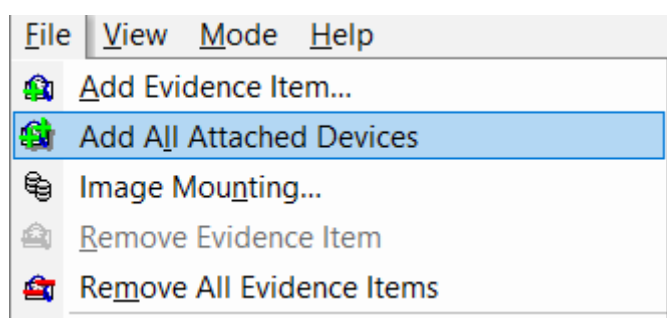 File View Mode Help
Add Evidence Item...
Add All Attached Devices
Image Mounting...
Remove Evidence Item
Remove All Evidence Items